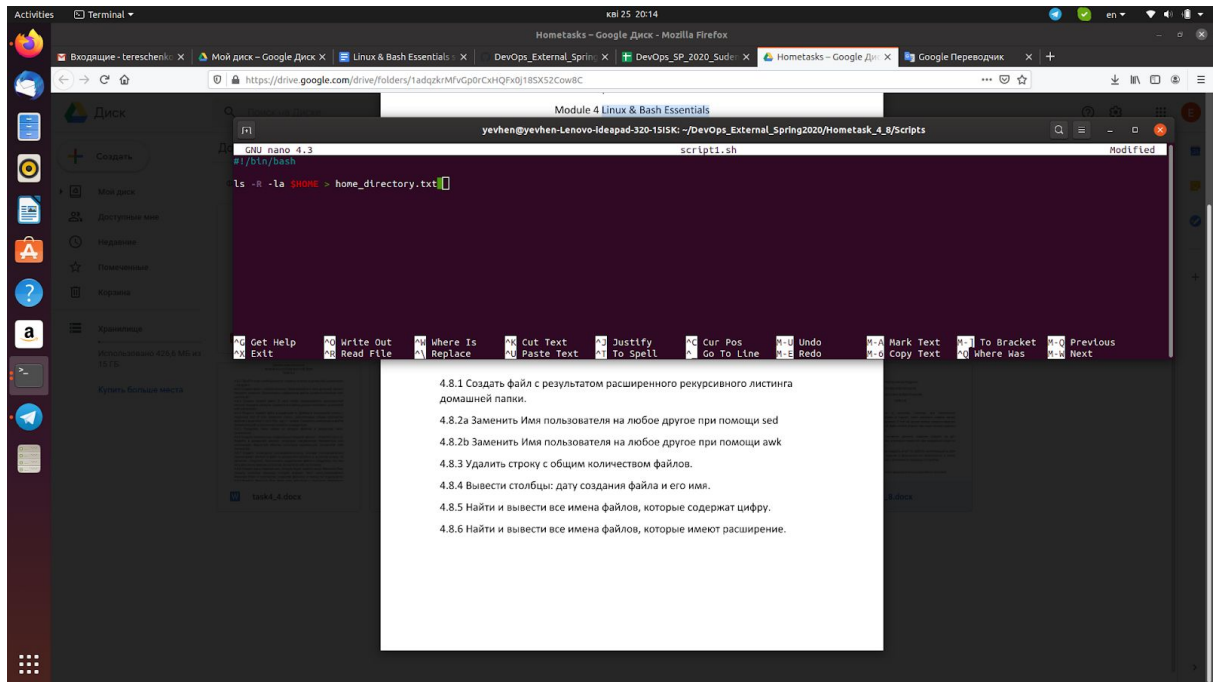 Activities Terminal кві 25 20:14 en
Hometasks – Google Диск - Mozilla Firefox
Входящие - tereschenko Мой диск – Google Диск Linux & Bash Essentials DevOps_External_Spring DevOps_SP_2020_Suden Hometasks – Google Дис Google Переводчик
https://drive.google.com/drive/folders/1adqzkrMfvGp0rCxHQFx0j18SXS2Cow8C
Module 4 Linux & Bash Essentials
Диск
yevhen@yevhen-Lenovo-ideapad-320-15ISK: ~/DevOps_External_Spring2020/Hometask_4_8/Scripts
GNU nano 4.3 script1.sh Modified
#!/bin/bash
Создать
ls -R -la $HOME > home_directory.txt
Мой диск
Доступные мне
Недавние
Помеченные
Корзина
Хранилище
^G Get Help ^O Write Out ^W Where Is ^K Cut Text ^J Justify ^C Cur Pos M-U Undo M-A Mark Text M-] To Bracket M-Q Previous
^X Exit ^R Read File ^\ Replace ^U Paste Text ^T To Spell ^_ Go To Line M-E Redo M-6 Copy Text ^Q Where Was M-W Next
15 ГБ
Купить больше места
4.8.1 Создать файл с результатом расширенного рекурсивного листинга
домашней папки.
4.8.2a Заменить Имя пользователя на любое другое при помощи sed
4.8.2b Заменить Имя пользователя на любое другое при помощи awk
4.8.3 Удалить строку с общим количеством файлов.
4.8.4 Вывести столбцы: дату создания файла и его имя.
4.8.5 Найти и вывести все имена файлов, которые содержат цифру.
4.8.6 Найти и вывести все имена файлов, которые имеют расширение.
task4_4.docx